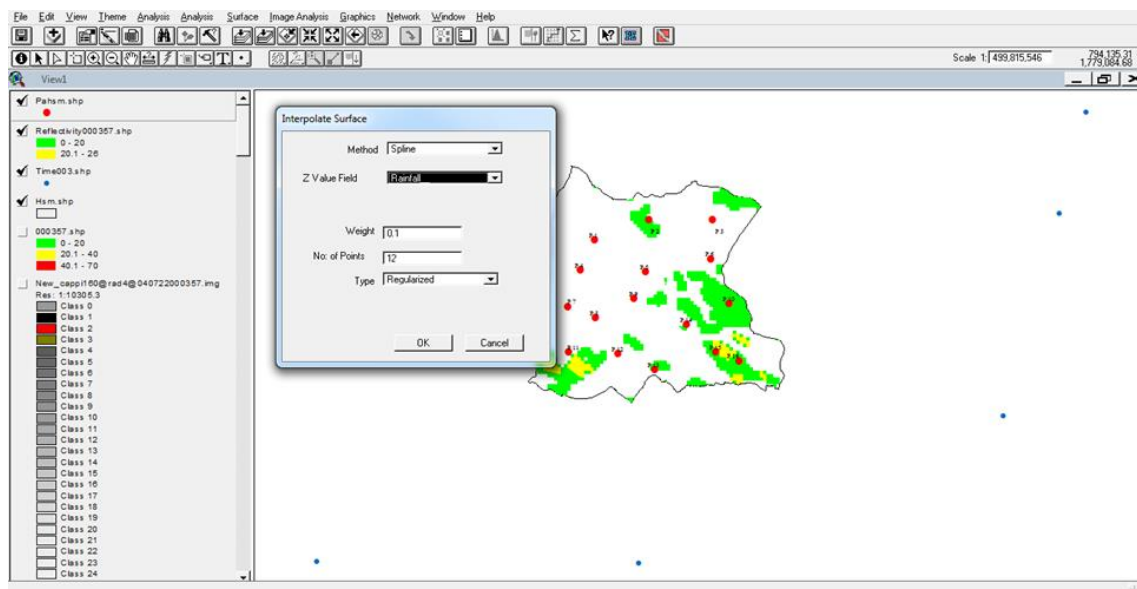 File Edit View Theme Analysis Analysis Surface Image Analysis Graphics Network Window Help
Scale 1: 499,815,546
794,135.31
1,779,084.68
View1
Pahsm.shp
Reflectivity000357.shp
0 - 20
20.1 - 26
Time003.shp
Hsm.shp
000357.shp
0 - 20
20.1 - 40
40.1 - 70
New_cappi160@rad4@040722000357.img
Res: 1:10305.3
Class 0
Class 1
Class 2
Class 3
Class 4
Class 5
Class 6
Class 7
Class 8
Class 9
Class 10
Class 11
Class 12
Class 13
Class 14
Class 15
Class 16
Class 17
Class 18
Class 19
Class 20
Class 21
Class 22
Class 23
Class 24
Interpolate Surface
Method Spline
Z Value Field Rainfall
Weight 0.1
No. of Points 12
Type Regularized
OK Cancel